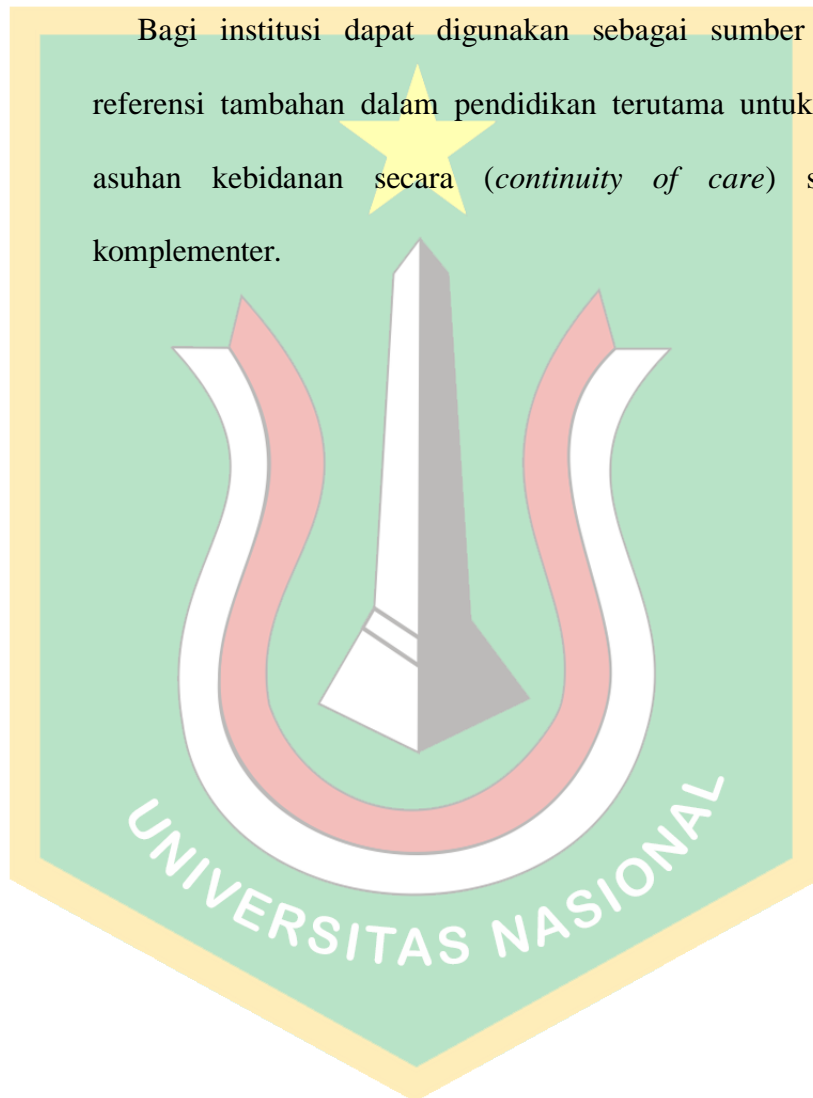 Bagi institusi dapat digunakan sebagai sumber
referensi tambahan dalam pendidikan terutama untuk
asuhan kebidanan secara (continuity of care) s
komplementer.
UNIVERSITAS NASIONAL